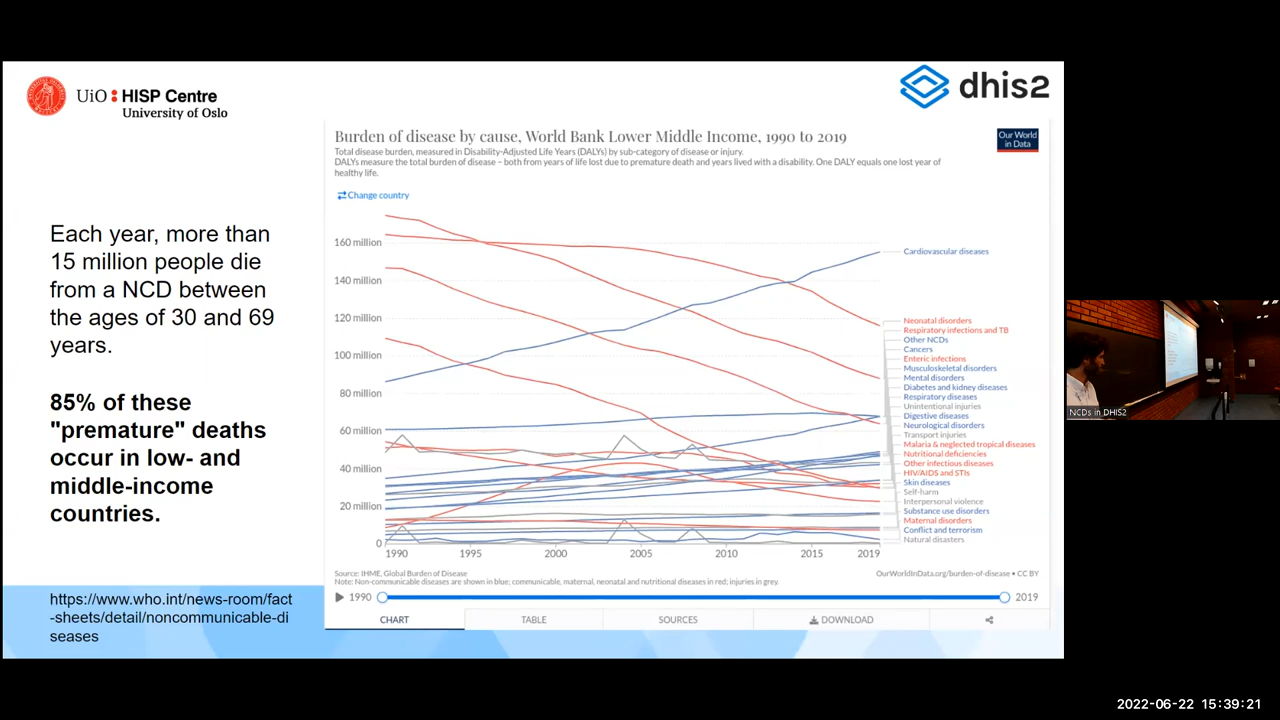 UiO : HISP Centre
University of Oslo
dhis2
Each year, more than
15 million people die
from a NCD between
the ages of 30 and 69
years.
85% of these
"premature" deaths
occur in low- and
middle-income
countries.
https://www.who.int/news-room/fact
-sheets/detail/noncommunicable-di
seases
Burden of disease by cause, World Bank Lower Middle Income, 1990 to 2019
Total disease burden, measured in Disability-Adjusted Life Years (DALYs) by sub-category of disease or injury.
DALYs measure the total burden of disease – both from years of life lost due to premature death and years lived with a disability. One DALY equals one lost year of
healthy life.
Our World
in Data
Change country
160 million
140 million
120 million
100 million
80 million
60 million
40 million
20 million
0
1990
1995
2000
2005
2010
2015
2019
Cardiovascular diseases
Neonatal disorders
Respiratory infections and TB
Other NCDs
Cancers
Enteric infections
Musculoskeletal disorders
Mental disorders
Diabetes and kidney diseases
Respiratory diseases
Unintentional injuries
Digestive diseases
Neurological disorders
Transport injuries
Malaria & neglected tropical diseases
Nutritional deficiencies
Other infectious diseases
HIV/AIDS and STIs
Skin diseases
Self-harm
Interpersonal violence
Substance use disorders
Maternal disorders
Conflict and terrorism
Natural disasters
Source: IHME, Global Burden of Disease
OurWorldInData.org/burden-of-disease • CC BY
Note: Non-communicable diseases are shown in blue; communicable, maternal, neonatal and nutritional diseases in red; injuries in grey.
1990
2019
CHART
TABLE
SOURCES
DOWNLOAD
NCDs in DHIS2
2022-06-22 15:39:21